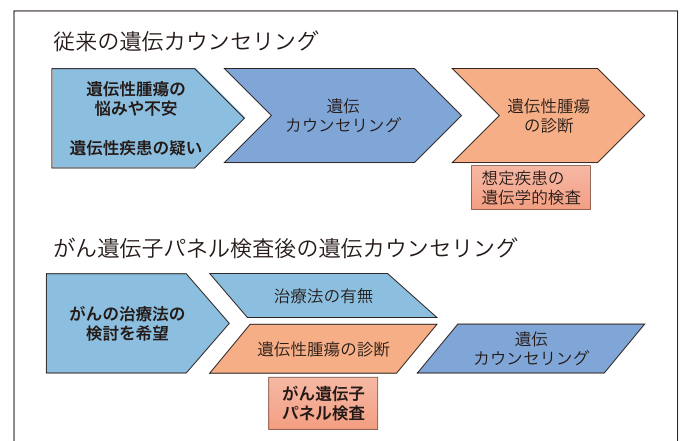 従来の遺伝カウンセリング
遺伝性腫瘍の
悩みや不安
遺伝性疾患の疑い
遺伝
カウンセリング
遺伝性腫瘍
の診断
想定疾患の
遺伝学的検査
がん遺伝子パネル検査後の遺伝カウンセリング
がんの治療法の
検討を希望
治療法の有無
遺伝性腫瘍の診断
がん遺伝子
パネル検査
遺伝
カウンセリング